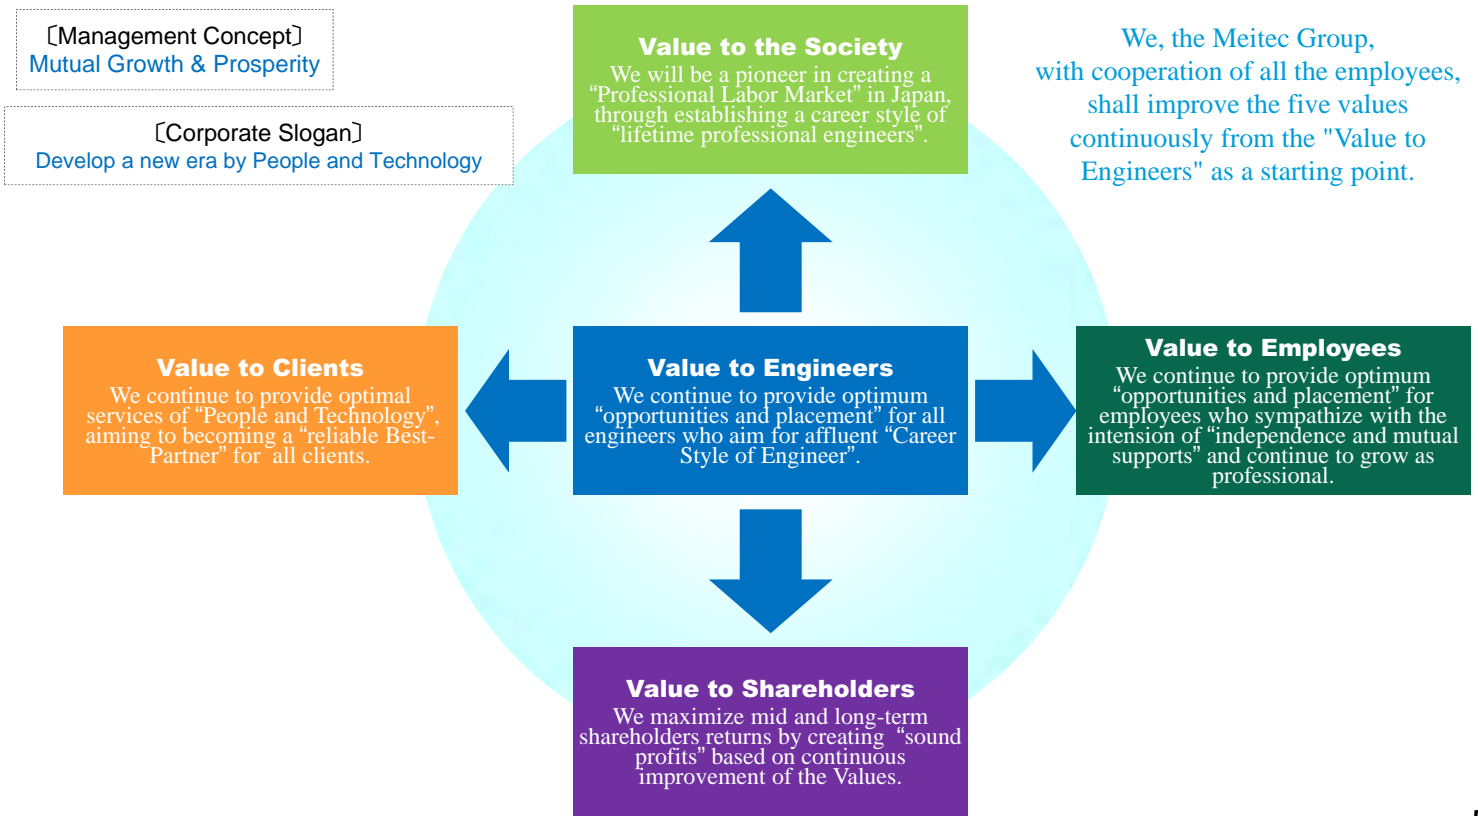 〔Management Concept〕
Mutual Growth & Prosperity
〔Corporate Slogan〕
Develop a new era by People and Technology
Value to the Society
We will be a pioneer in creating a
“Professional Labor Market” in Japan,
through establishing a career style of
“lifetime professional engineers”.
We, the Meitec Group,
with cooperation of all the employees,
shall improve the five values
continuously from the "Value to
Engineers" as a starting point.
Value to Clients
We continue to provide optimal
services of “People and Technology”,
aiming to becoming a “reliable Best-
Partner” for all clients.
Value to Engineers
We continue to provide optimum
“opportunities and placement” for all
engineers who aim for affluent “Career
Style of Engineer”.
Value to Employees
We continue to provide optimum
“opportunities and placement” for
employees who sympathize with the
intension of “independence and mutual
supports” and continue to grow as
professional.
Value to Shareholders
We maximize mid and long-term
shareholders returns by creating “sound
profits” based on continuous
improvement of the Values.